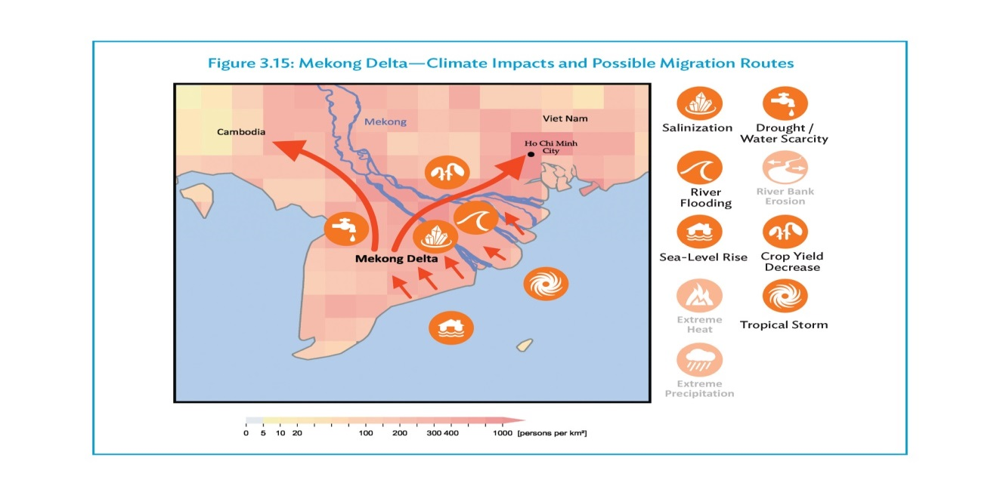 Figure 3.15: Mekong Delta—Climate Impacts and Possible Migration Routes
Mekong
Viet Nam
Cambodia
Ho Chi Minh
City
Mekong Delta
Salinization
Drought /
Water Scarcity
River
Flooding
River Bank
Erosion
Sea-Level Rise
Crop Yield
Decrease
Extreme
Heat
Tropical Storm
Extreme
Precipitation
0 5 10 20 100 200 300 400 1000 [persons per km²]